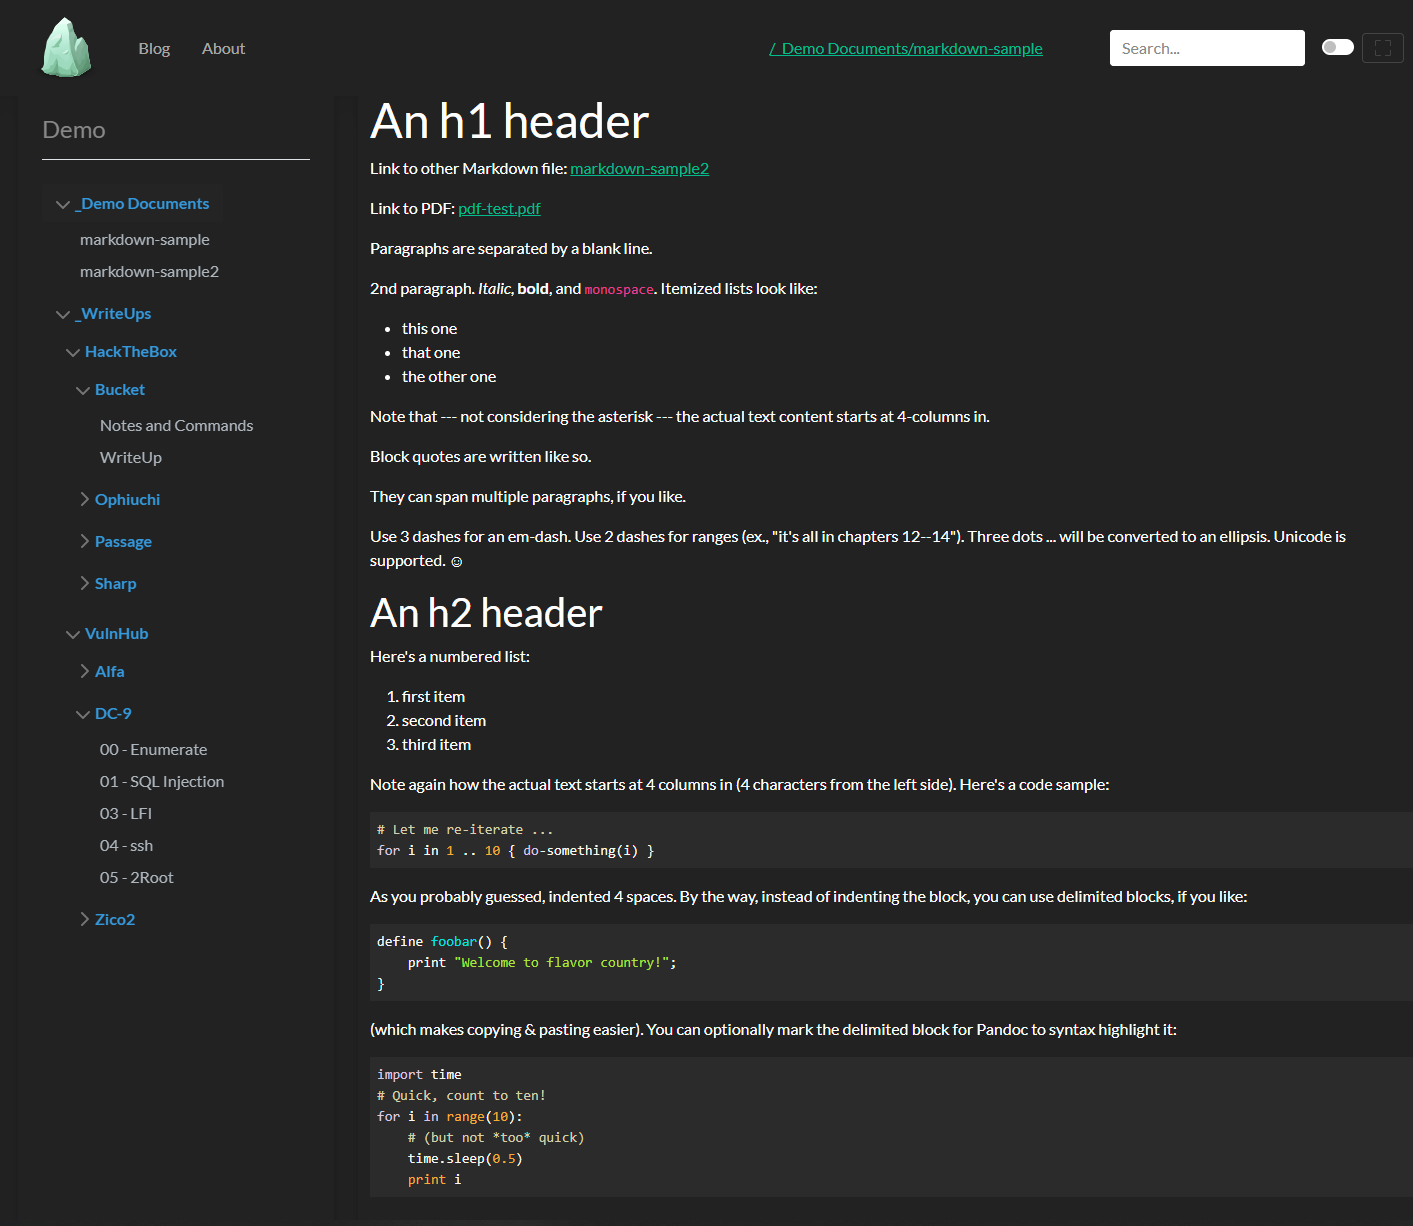 Blog
About
/_Demo Documents/markdown-sample
Search...
Demo
_Demo Documents
markdown-sample
markdown-sample2
_WriteUps
HackTheBox
Bucket
Notes and Commands
WriteUp
Ophiuchi
Passage
Sharp
VulnHub
Alfa
DC-9
00 - Enumerate
01 - SQL Injection
03 - LFI
04 - ssh
05 - 2Root
Zico2
An h1 header
Link to other Markdown file: markdown-sample2
Link to PDF: pdf-test.pdf
Paragraphs are separated by a blank line.
2nd paragraph. Italic, bold, and monospace. Itemized lists look like:
• this one
• that one
• the other one
Note that --- not considering the asterisk --- the actual text content starts at 4-columns in.
Block quotes are written like so.
They can span multiple paragraphs, if you like.
Use 3 dashes for an em-dash. Use 2 dashes for ranges (ex., "it's all in chapters 12--14"). Three dots ... will be converted to an ellipsis. Unicode is
supported. ☺
An h2 header
Here's a numbered list:
1. first item
2. second item
3. third item
Note again how the actual text starts at 4 columns in (4 characters from the left side). Here's a code sample:
# Let me re-iterate ...
for i in 1 .. 10 { do-something(i) }
As you probably guessed, indented 4 spaces. By the way, instead of indenting the block, you can use delimited blocks, if you like:
define foobar() {
    print "Welcome to flavor country!";
}
(which makes copying & pasting easier). You can optionally mark the delimited block for Pandoc to syntax highlight it:
import time
# Quick, count to ten!
for i in range(10):
    # (but not *too* quick)
    time.sleep(0.5)
    print i